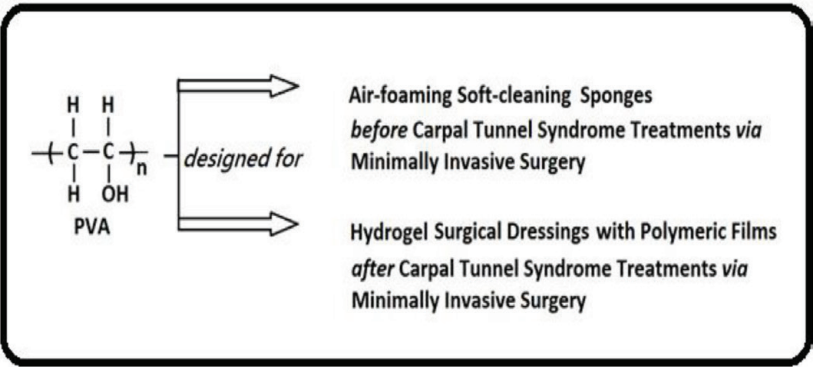 H H
C-C n
H OH
PVA
designed for
Air-foaming Soft-cleaning Sponges
before Carpal Tunnel Syndrome Treatments via
Minimally Invasive Surgery
Hydrogel Surgical Dressings with Polymeric Films
after Carpal Tunnel Syndrome Treatments via
Minimally Invasive Surgery